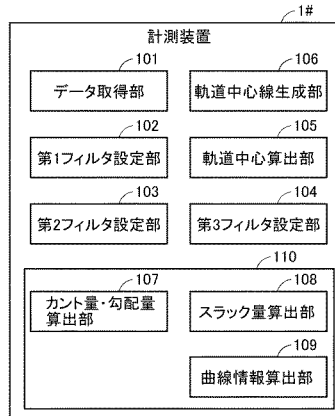 1#
計測装置
101
データ取得部
106
軌道中心線生成部
102
第1フィルタ設定部
105
軌道中心算出部
103
第2フィルタ設定部
104
第3フィルタ設定部
110
107
カント量・勾配量
算出部
108
スラック量算出部
109
曲線情報算出部